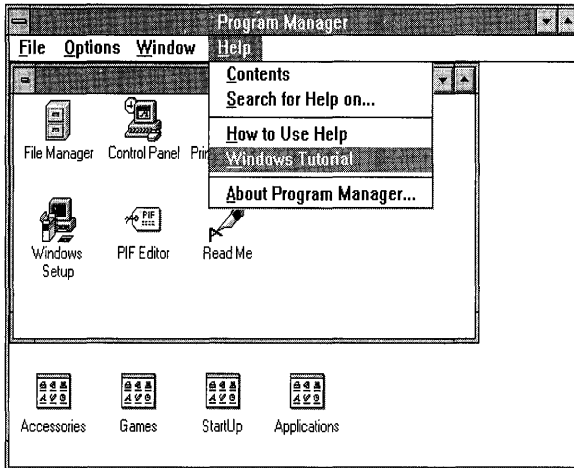 Program Manager
File Options Window Help
Contents
Search for Help on...
How to Use Help
Windows Tutorial
About Program Manager...
File Manager Control Panel
PIF
Windows Setup PIF Editor Read Me
Accessories Games StartUp Applications